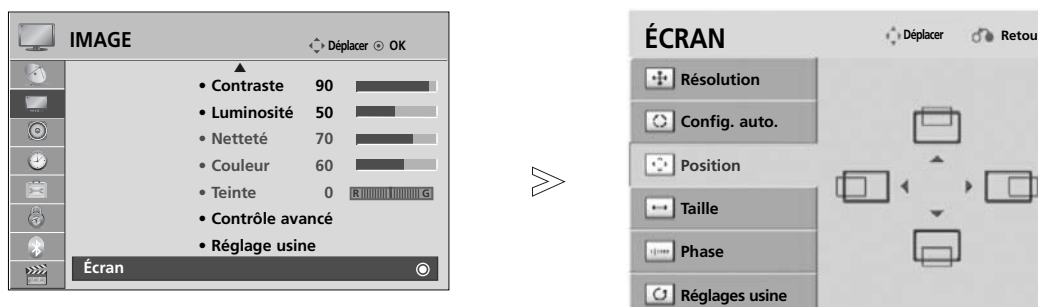 IMAGE
Déplacer OK
• Contraste 90
• Luminosité 50
• Netteté 70
• Couleur 60
• Teinte 0 R G
• Contrôle avancé
• Réglage usine
Écran
ÉCRAN
Déplacer Retou
Résolution
Config. auto.
Position
Taille
Phase
Réglages usine